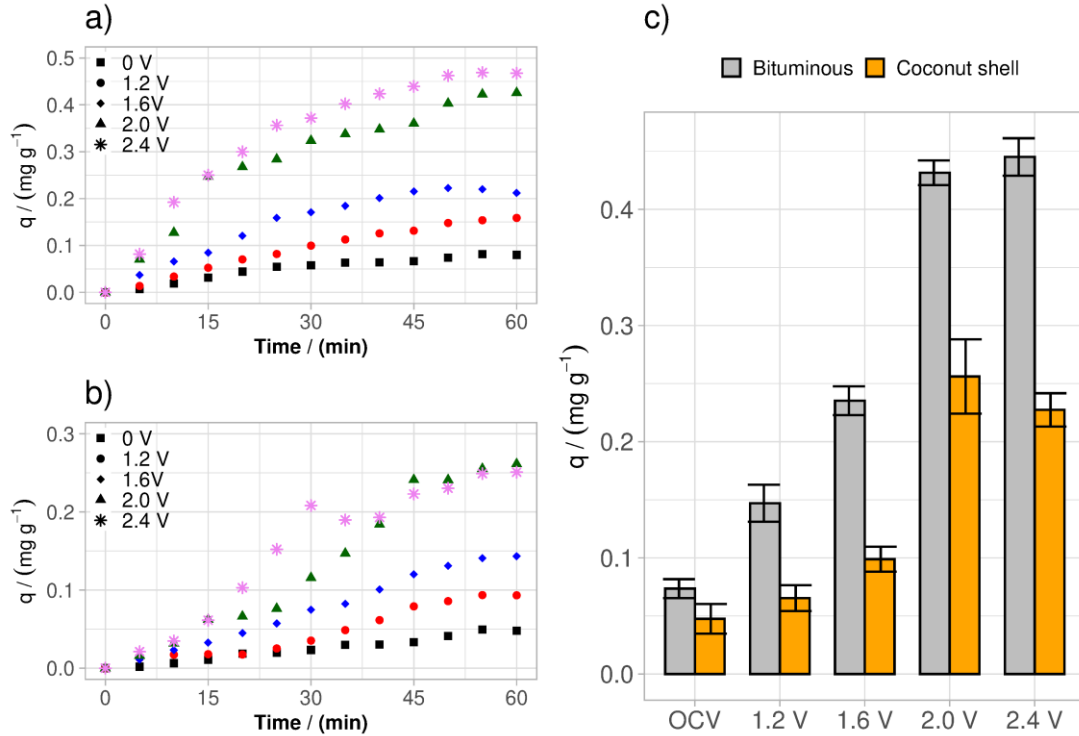 a)
q / (mg g⁻¹)
0.5
0.4
0.3
0.2
0.1
0.0
0 V
1.2 V
1.6V
2.0 V
2.4 V
0 15 30 45 60
Time / (min)
b)
q / (mg g⁻¹)
0.3
0.2
0.1
0.0
0 V
1.2 V
1.6V
2.0 V
2.4 V
0 15 30 45 60
Time / (min)
c)
Bituminous Coconut shell
q / (mg g⁻¹)
0.4
0.3
0.2
0.1
0.0
OCV 1.2 V 1.6 V 2.0 V 2.4 V